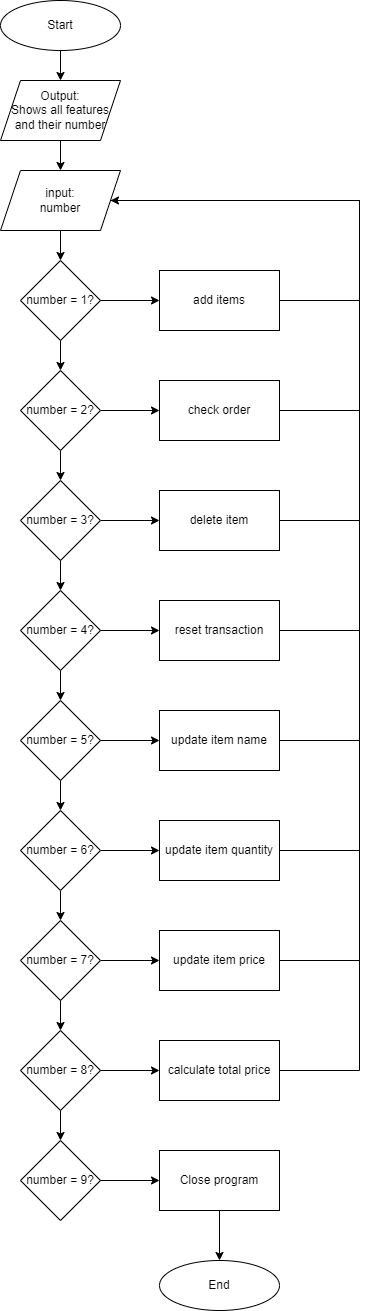 Start
Output:
Shows all features
and their number
input:
number
number = 1?
add items
number = 2?
check order
number = 3?
delete item
number = 4?
reset transaction
number = 5?
update item name
number = 6?
update item quantity
number = 7?
update item price
number = 8?
calculate total price
number = 9?
Close program
End